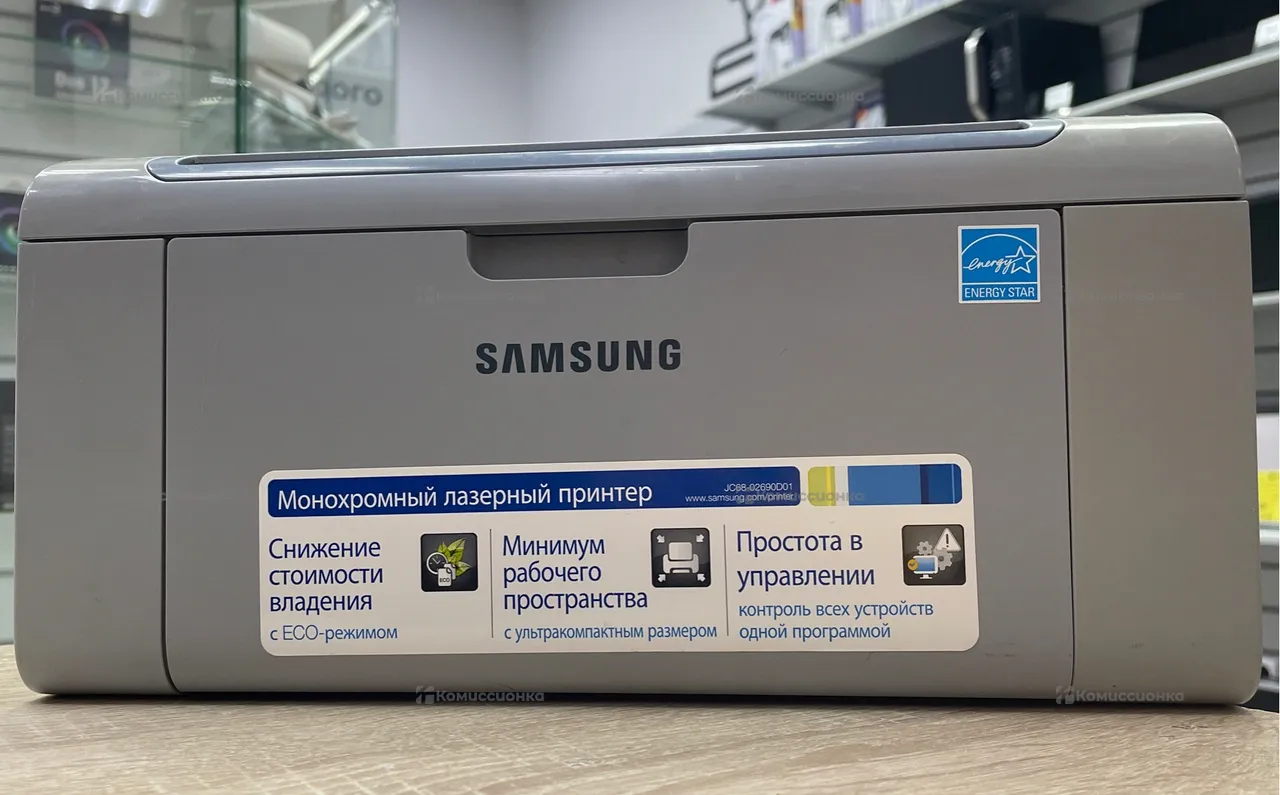 energy
ENERGY STAR
SAMSUNG
Монохромный лазерный принтер
JC68-02690D01
www.samsung.com/printer
Снижение
стоимости
владения
с ECO-режимом
ECO
Минимум
рабочего
пространства
с ультракомпактным размером
Простота в
управлении
контроль всех устройств
одной программой
Комиссионка
Комиссионка